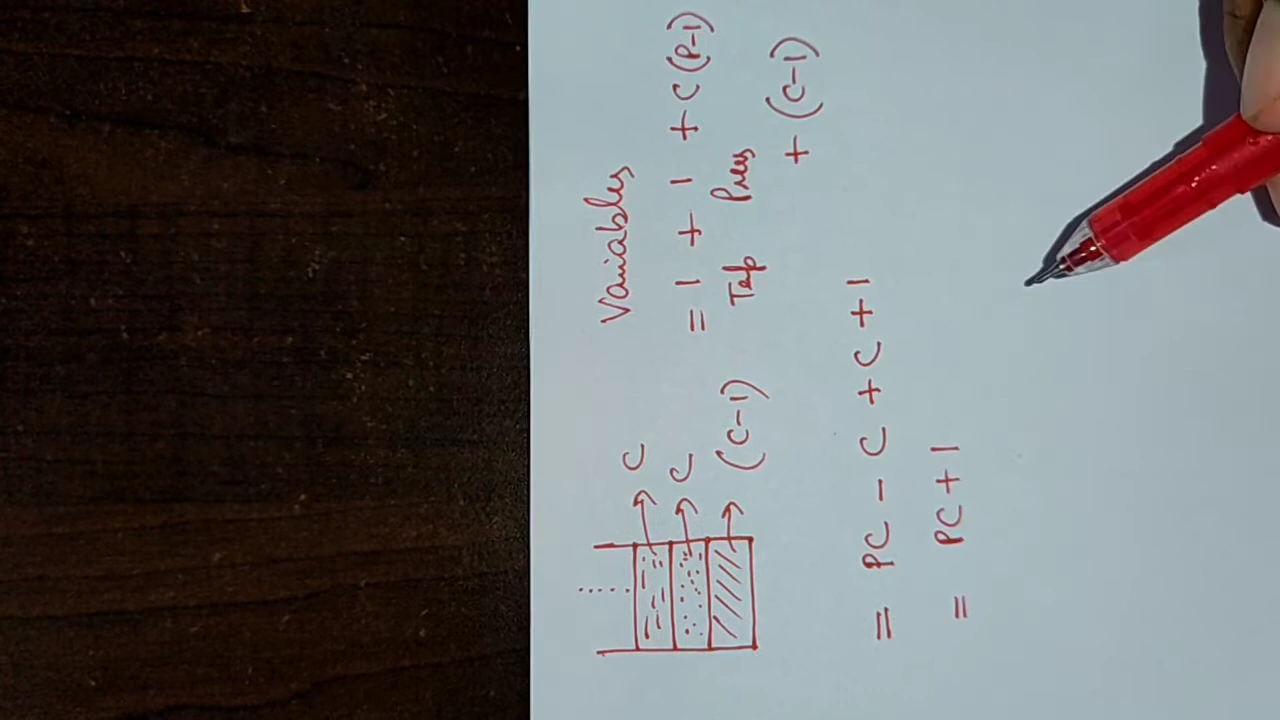 Variables
C
C
(C-1)
= 1 + 1 + C(P-1)
Temp Press
+ (C-1)
= PC - C + C + 1
= PC + 1